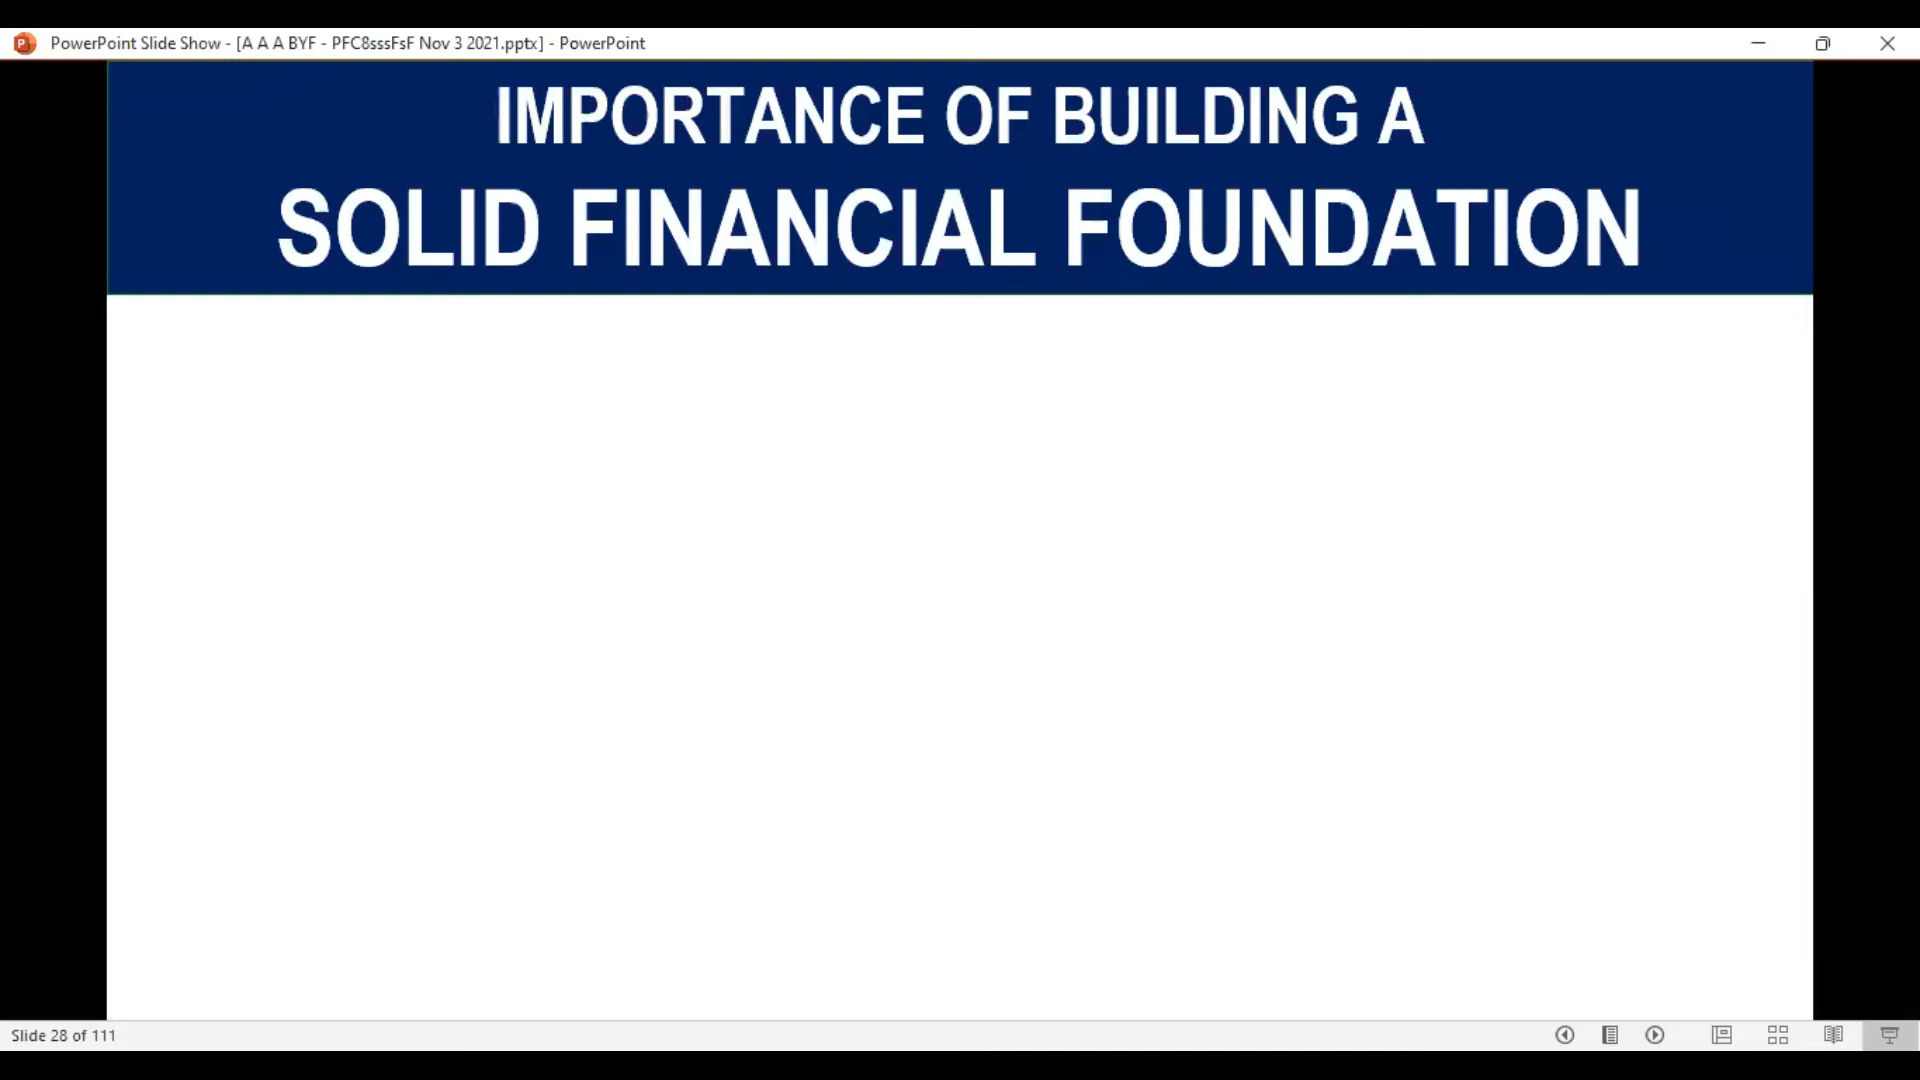 PowerPoint Slide Show - [A A A BYF - PFC8sssFsF Nov 3 2021.pptx] - PowerPoint
IMPORTANCE OF BUILDING A
SOLID FINANCIAL FOUNDATION
Slide 28 of 111